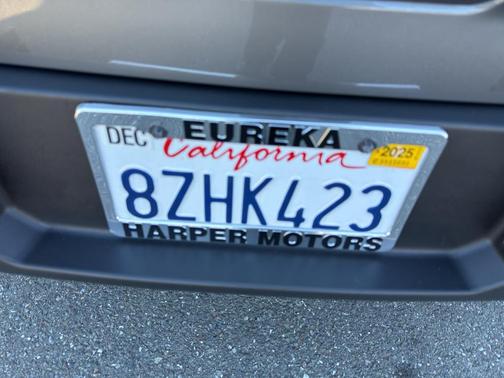 EUREKA
DEC California 2025
8ZHK423
HARPER MOTORS